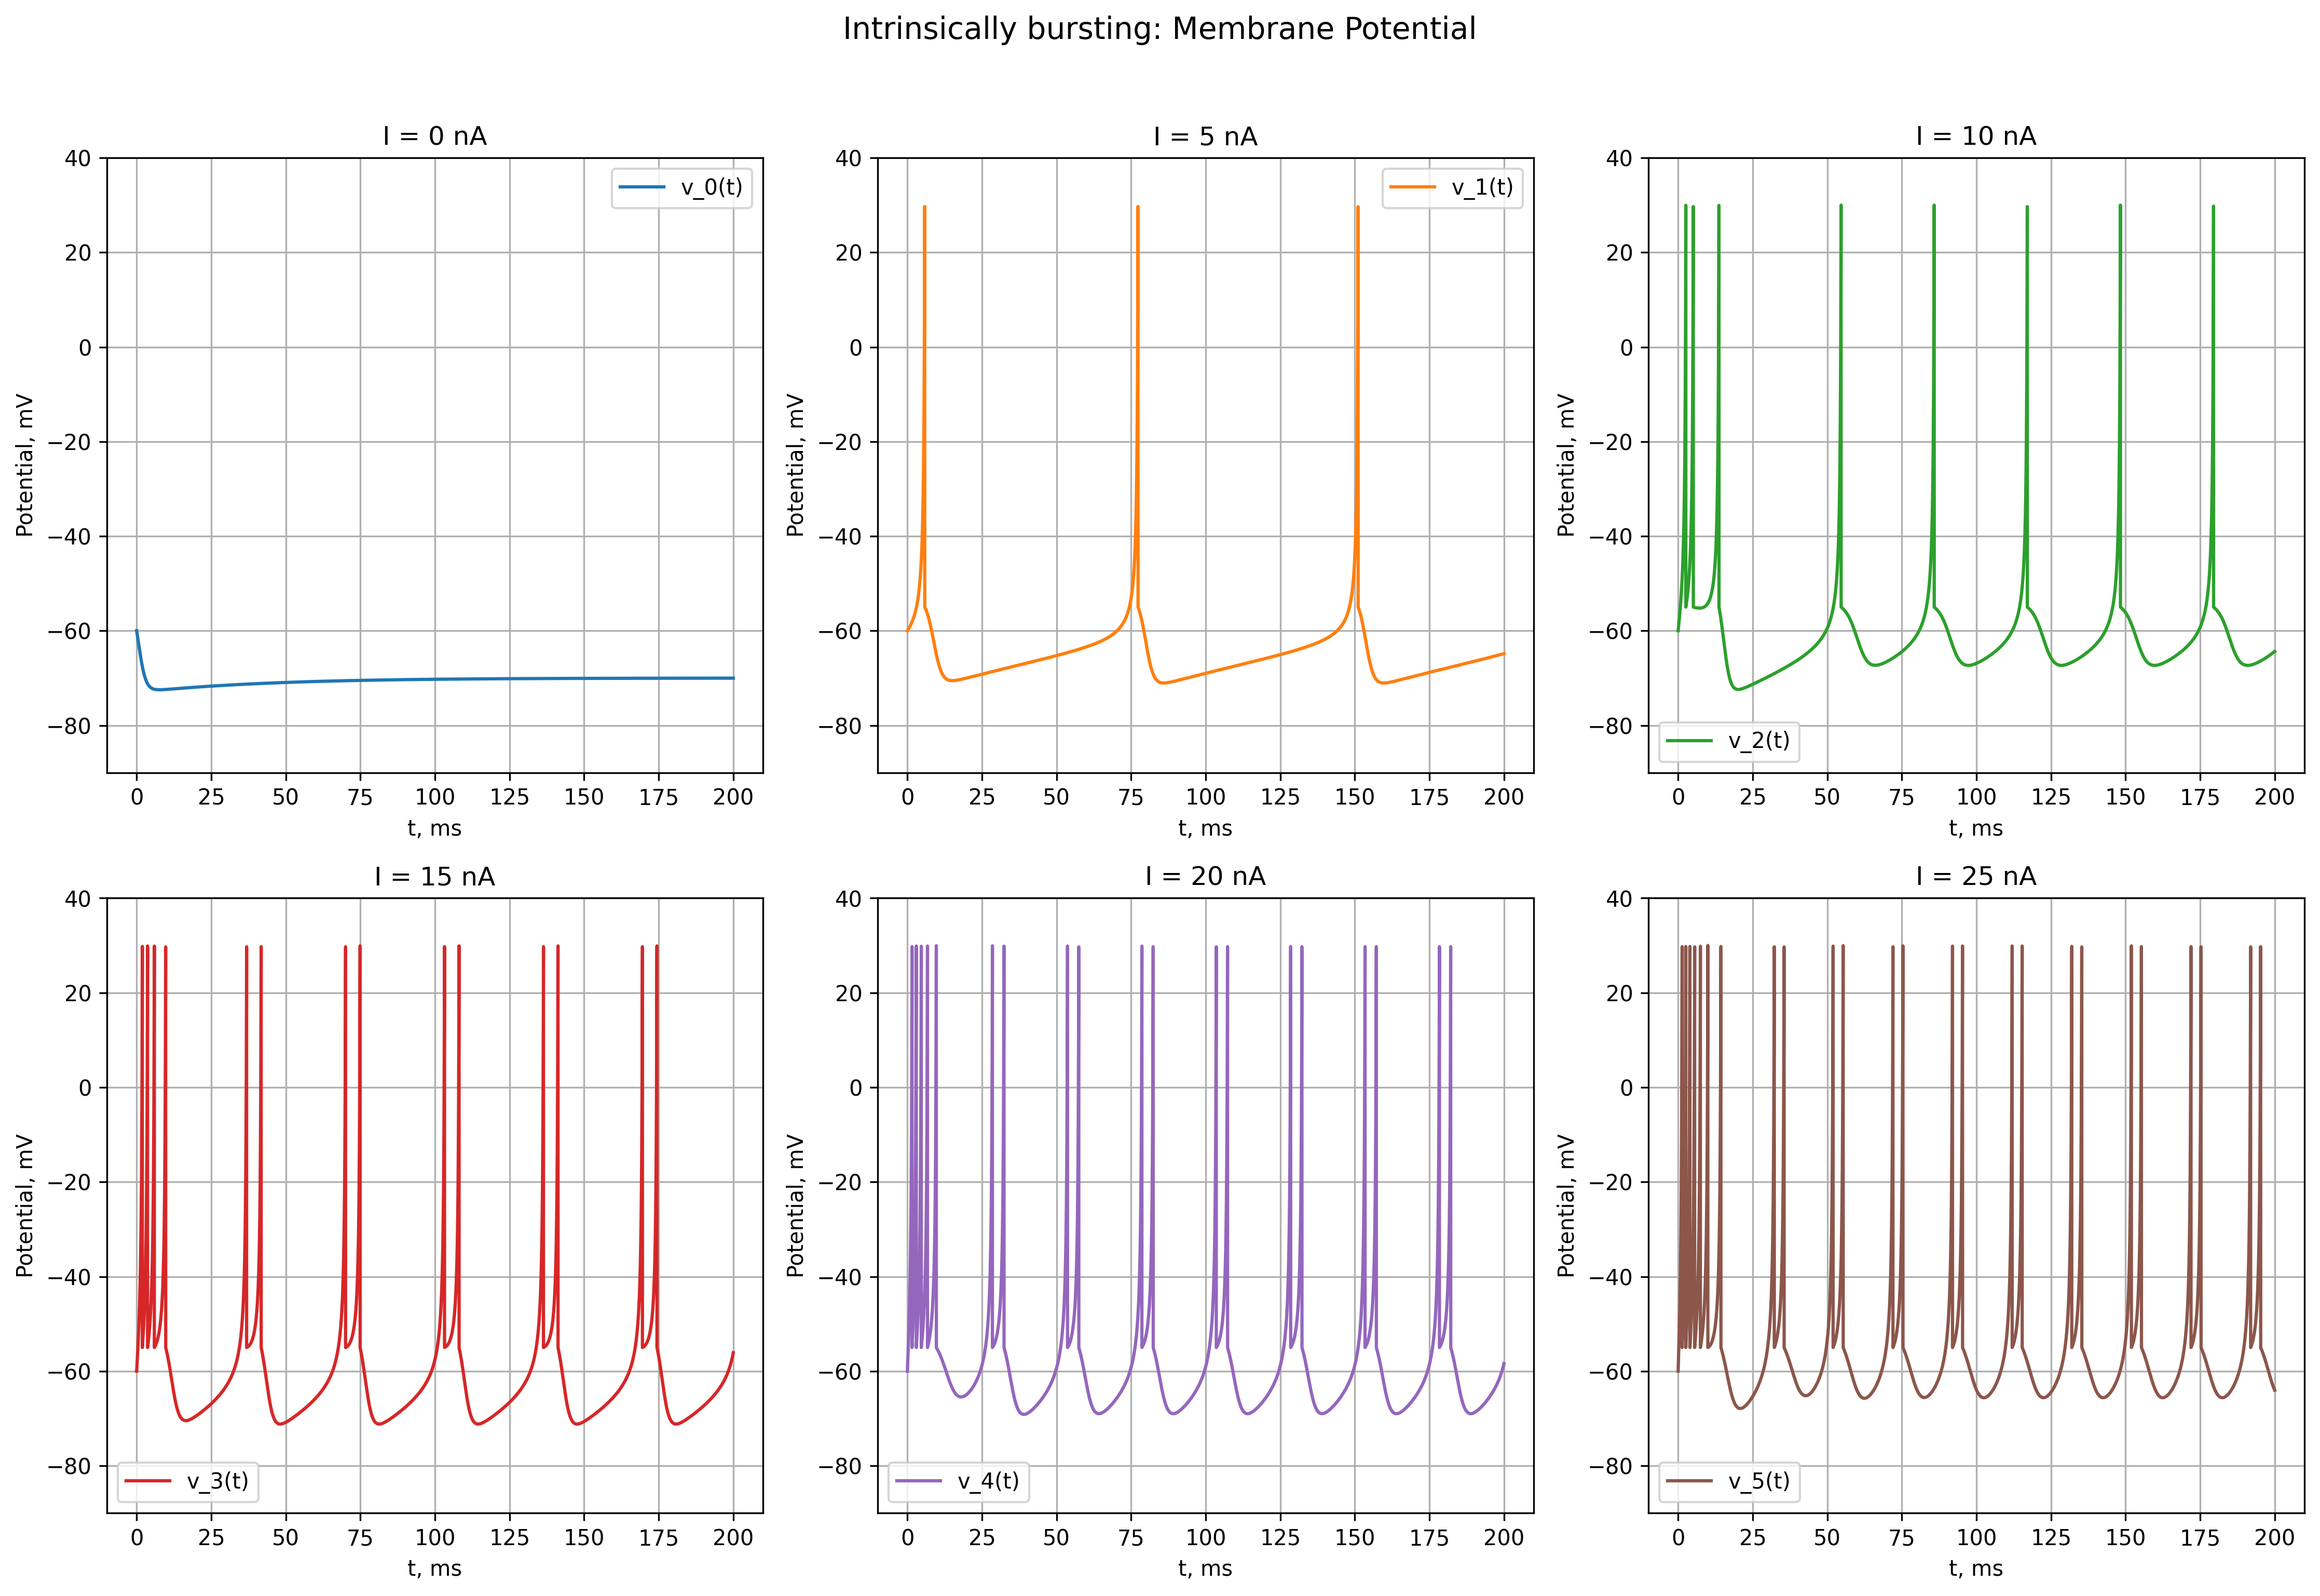 Intrinsically bursting: Membrane Potential
I = 0 nA
Potential, mV
40
20
0
−20
−40
−60
−80
v_0(t)
0 25 50 75 100 125 150 175 200
t, ms
I = 5 nA
Potential, mV
40
20
0
−20
−40
−60
−80
v_1(t)
0 25 50 75 100 125 150 175 200
t, ms
I = 10 nA
Potential, mV
40
20
0
−20
−40
−60
−80
v_2(t)
0 25 50 75 100 125 150 175 200
t, ms
I = 15 nA
Potential, mV
40
20
0
−20
−40
−60
−80
v_3(t)
0 25 50 75 100 125 150 175 200
t, ms
I = 20 nA
Potential, mV
40
20
0
−20
−40
−60
−80
v_4(t)
0 25 50 75 100 125 150 175 200
t, ms
I = 25 nA
Potential, mV
40
20
0
−20
−40
−60
−80
v_5(t)
0 25 50 75 100 125 150 175 200
t, ms